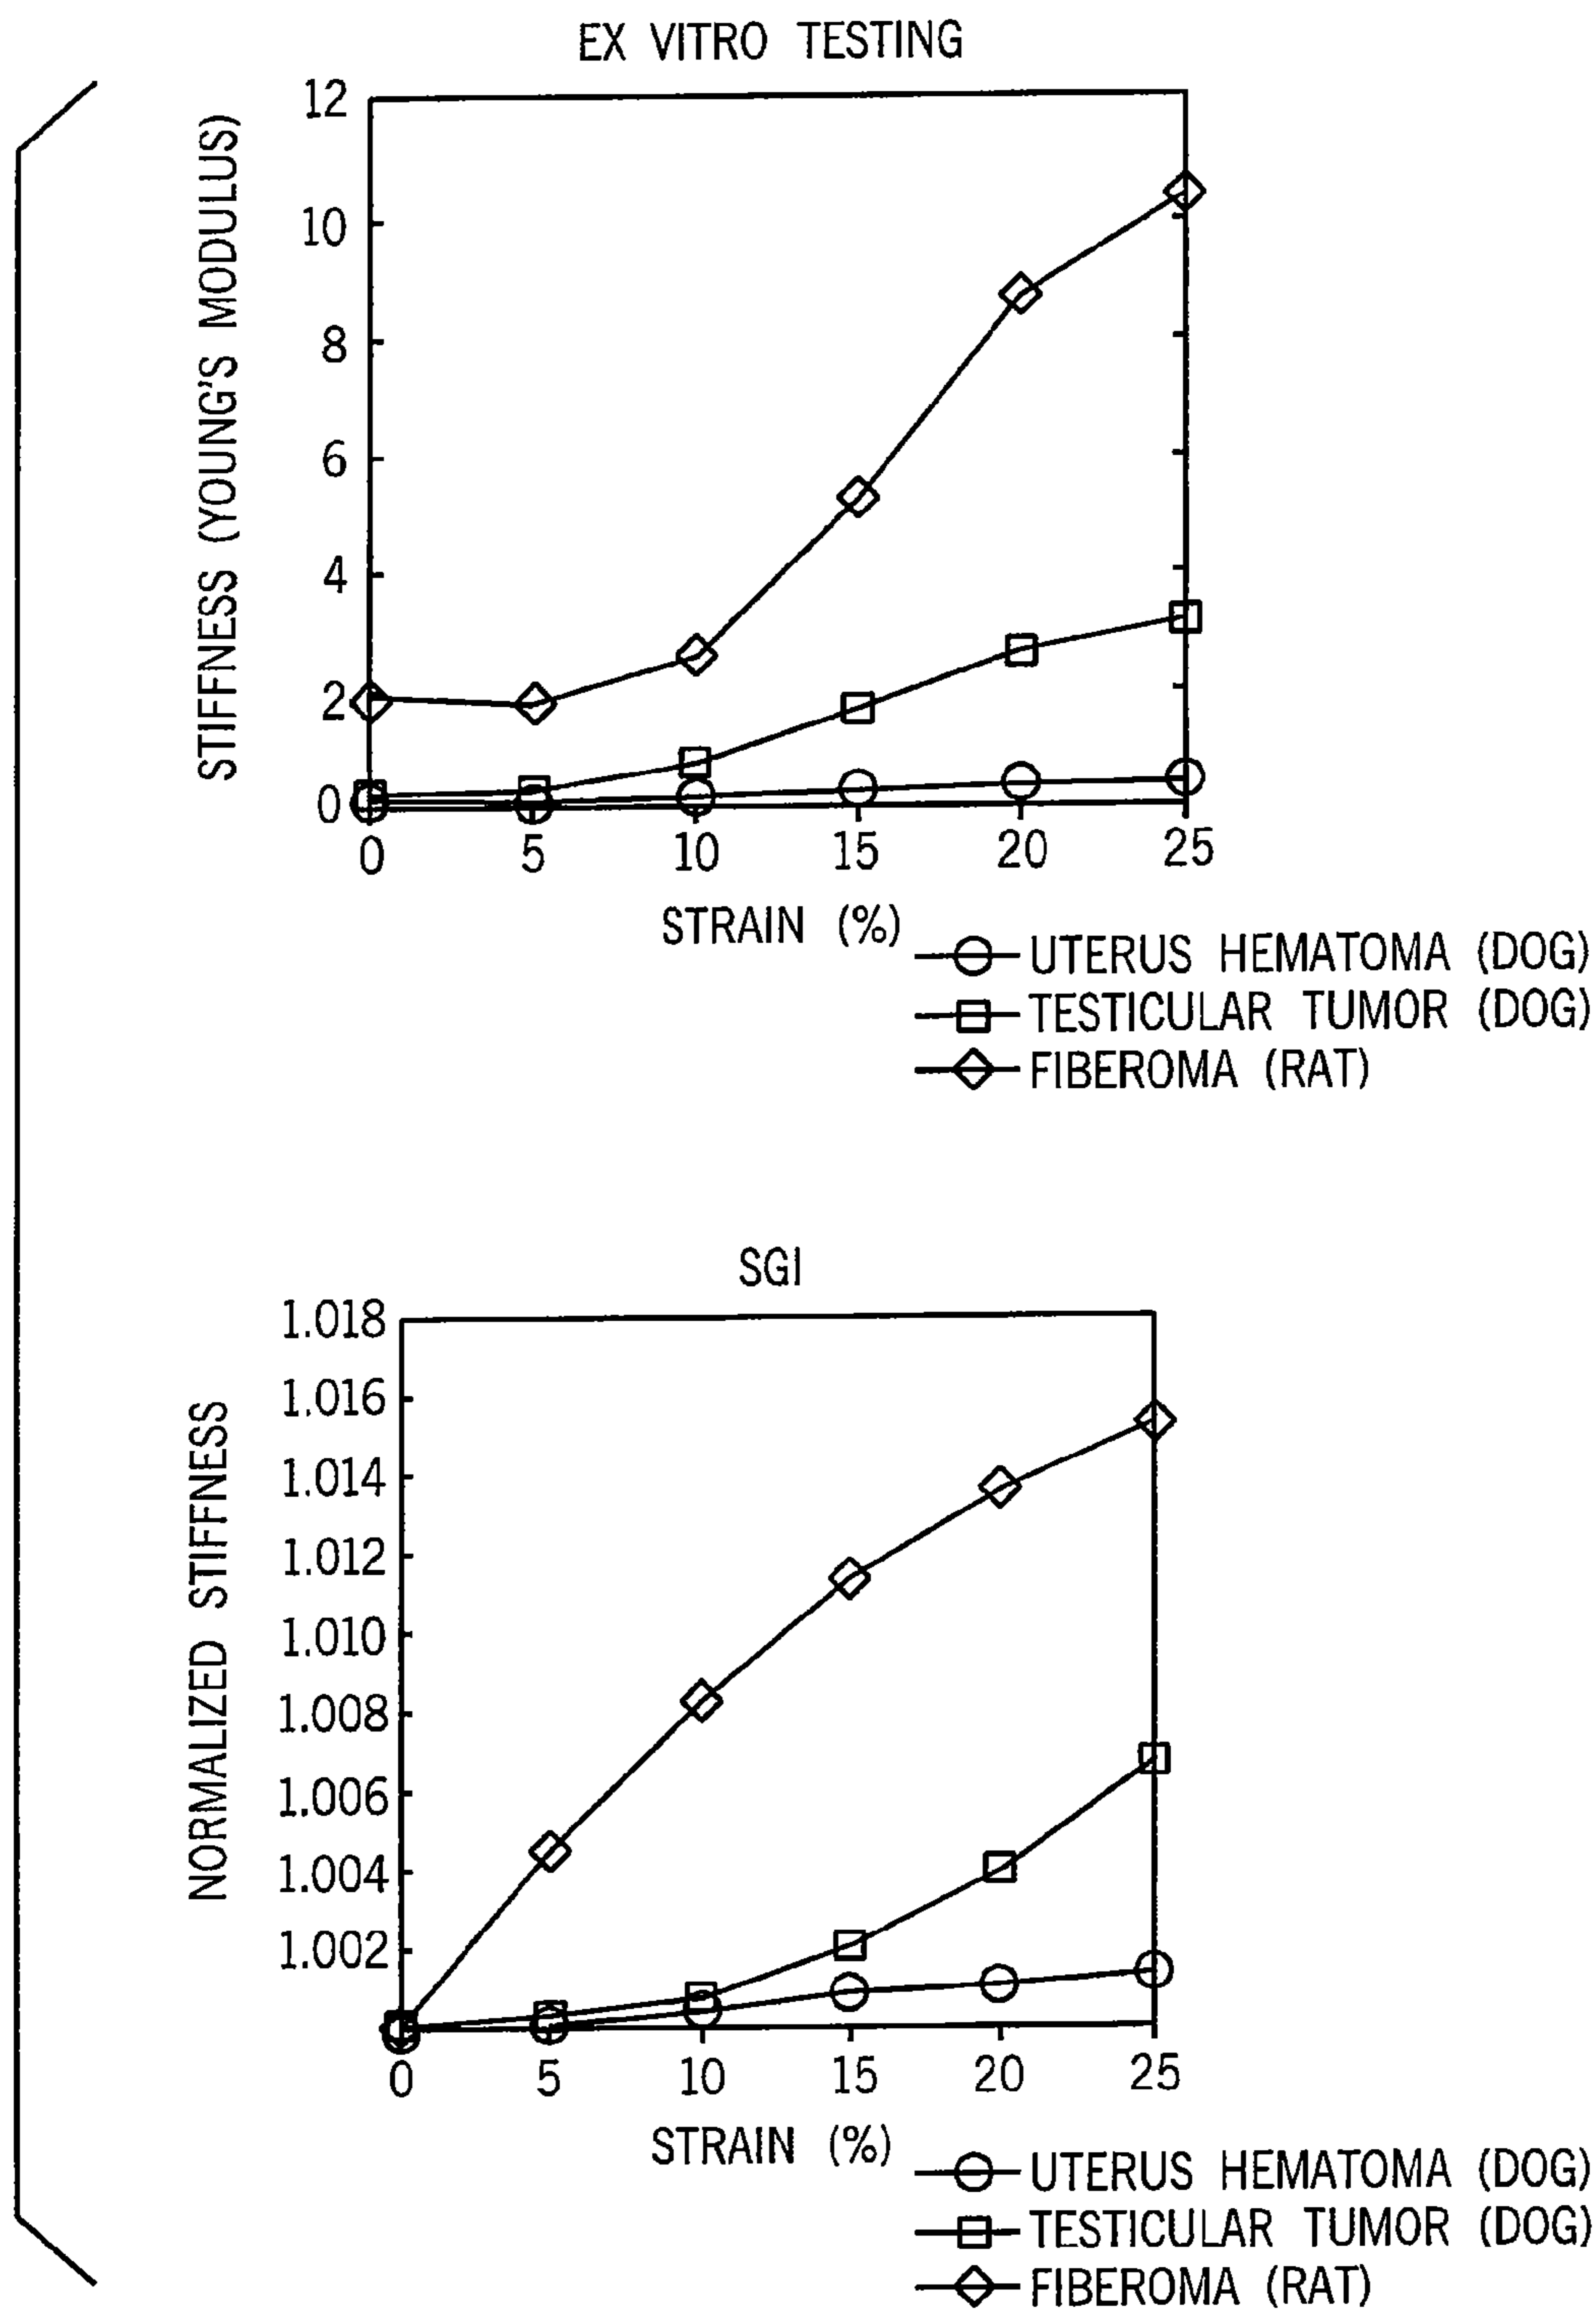 EX VITRO TESTING
STIFFNESS (YOUNG'S MODULUS)
12
10
8
6
4
2
0
0 5 10 15 20 25
STRAIN (%)
UTERUS HEMATOMA (DOG)
TESTICULAR TUMOR (DOG)
FIBEROMA (RAT)
SGI
NORMALIZED STIFFNESS
1.018
1.016
1.014
1.012
1.010
1.008
1.006
1.004
1.002
0 5 10 15 20 25
STRAIN (%)
UTERUS HEMATOMA (DOG)
TESTICULAR TUMOR (DOG)
FIBEROMA (RAT)